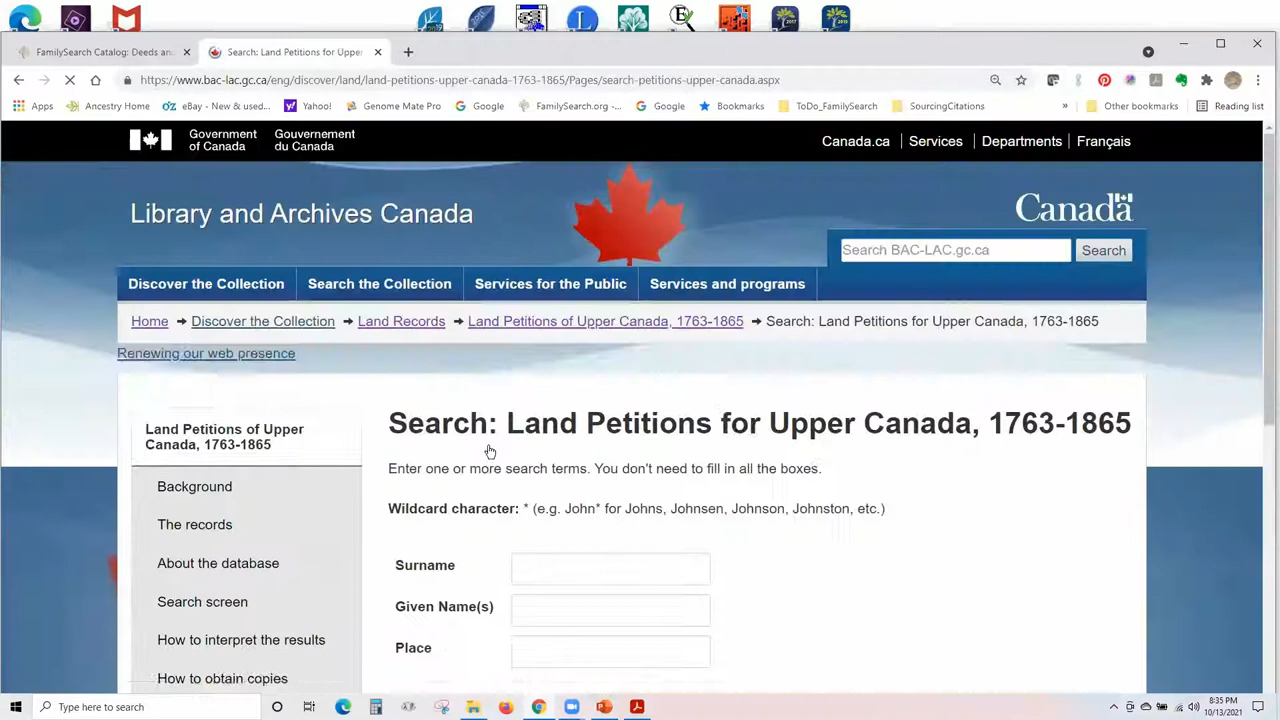 2019
L
E
2017
2019
FamilySearch Catalog: Deeds an
Search: Land Petitions for Upper
https://www.bac-lac.gc.ca/eng/discover/land/land-petitions-upper-canada-1763-1865/Pages/search-petitions-upper-canada.aspx
Apps Ancestry Home eBay - New & used... Yahoo! Genome Mate Pro Google FamilySearch.org -... Google Bookmarks ToDo_FamilySearch SourcingCitations » Other bookmarks Reading list
Government of Canada
Gouvernement du Canada
Canada.ca Services Departments Français
Library and Archives Canada
Canada
Search BAC-LAC.gc.ca Search
Discover the Collection Search the Collection Services for the Public Services and programs
Home Discover the Collection Land Records Land Petitions of Upper Canada, 1763-1865 Search: Land Petitions for Upper Canada, 1763-1865
Renewing our web presence
Land Petitions of Upper
Canada, 1763-1865
Background
The records
About the database
Search screen
How to interpret the results
How to obtain copies
Search: Land Petitions for Upper Canada, 1763-1865
Enter one or more search terms. You don't need to fill in all the boxes.
Wildcard character: * (e.g. John* for Johns, Johnsen, Johnson, Johnston, etc.)
Surname
Given Name(s)
Place
Type here to search
8:35 PM
10/13/2021